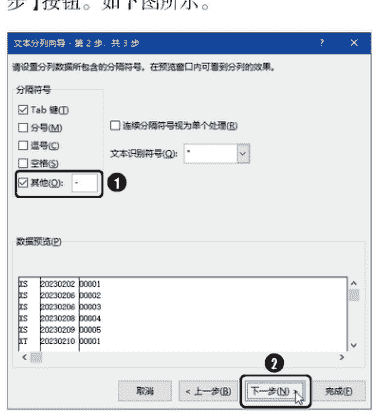 步】按钮。如下图所示。
文本分列向导 - 第 2 步，共 3 步 ? ×
请设置分列数据所包含的分隔符号。在预览窗口内可看到分列的效果。
分隔符号
Tab 键(T)
分号(M) 连续分隔符号视为单个处理(R)
逗号(C)
空格(S) 文本识别符号(Q): "
其他(O): - 1
数据预览(P)
XS 20230202 00001
XS 20230206 00002
XS 20230206 00003
XS 20230208 00004
XS 20230209 00005
XT 20230210 00001
2
取消 < 上一步(B) 下一步(N) > 完成(F)